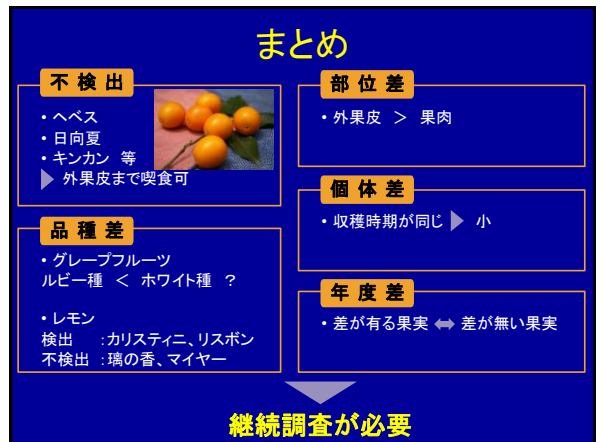 まとめ
不検出
・ヘベス
・日向夏
・キンカン 等
▶ 外果皮まで喫食可
品種差
・グレープフルーツ
ルビー種 < ホワイト種 ?
・レモン
検出 :カリスティニ、リスボン
不検出 :璃の香、マイヤー
部位差
・外果皮 > 果肉
個体差
・収穫時期が同じ ▶ 小
年度差
・差が有る果実 ⇔ 差が無い果実
継続調査が必要